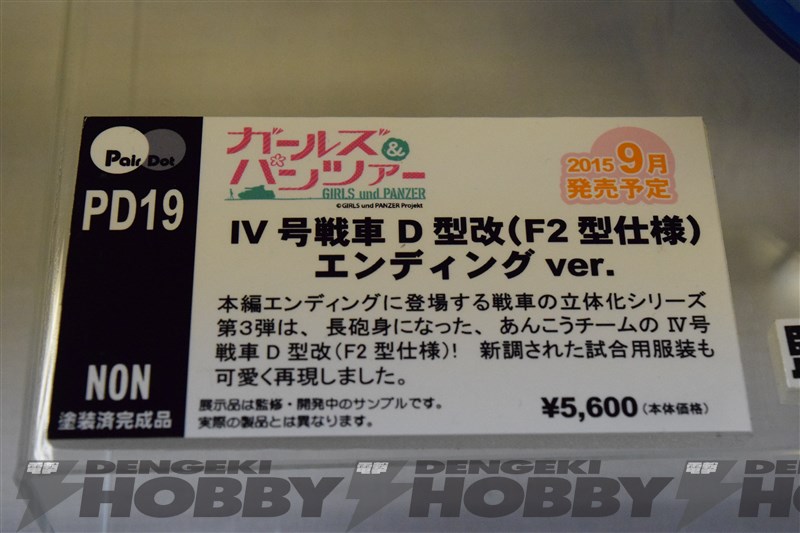 Pair Dot
PD19
NON
塗装済完成品
ガールズ&
パンツァー
GIRLS und PANZER
©GIRLS und PANZER Projekt
2015 9月
発売予定
Ⅳ号戦車D型改(F2型仕様)
エンディングver.
本編エンディングに登場する戦車の立体化シリーズ
第3弾は、長砲身になった、あんこうチームのⅣ号
戦車D型改(F2型仕様)! 新調された試合用服装も
可愛く再現しました。
展示品は監修・開発中のサンプルです。
実際の製品とは異なります。
¥5,600(本体価格)
電撃 DENGEKI HOBBY
電撃 DENGEKI HOBBY
電撃 DENGEKI HOBBY